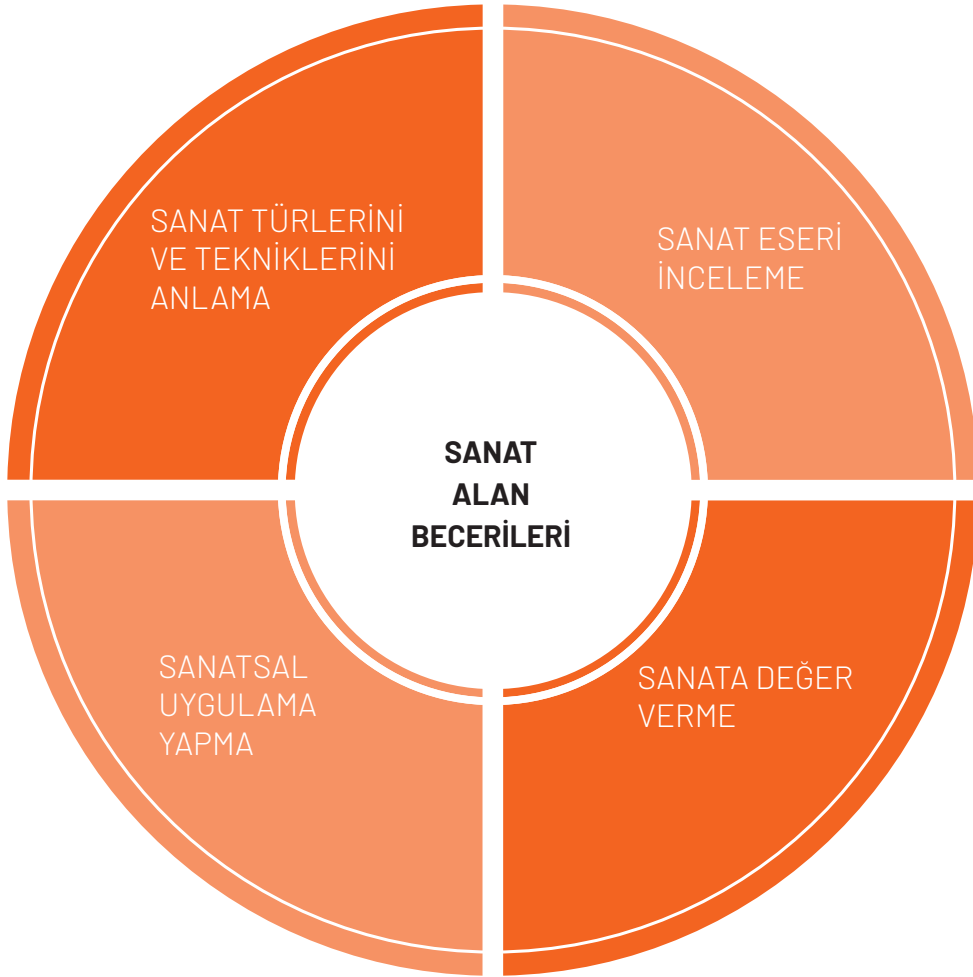 SANAT TÜRLERİNİ
VE TEKNİKLERİNİ
ANLAMA
SANAT ESERİ
İNCELEME
SANAT
ALAN
BECERİLERİ
SANATSAL
UYGULAMA
YAPMA
SANATA DEĞER
VERME